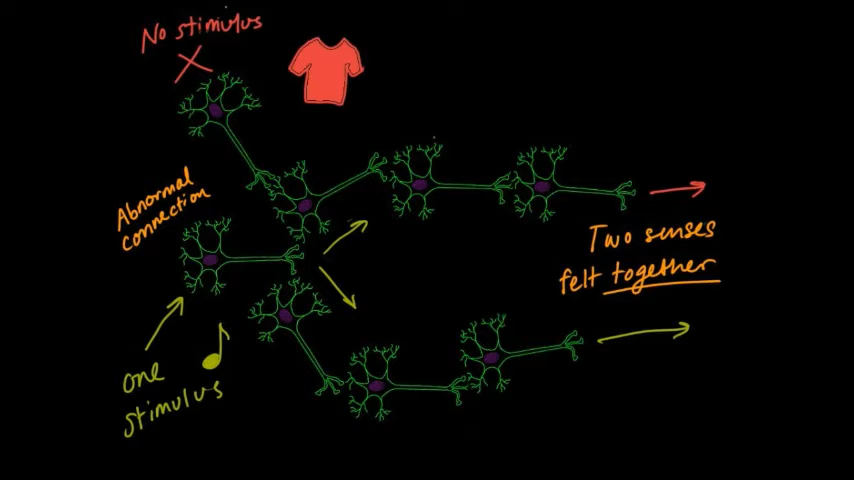 No stimulus
Abnormal
connection
Two senses
felt together
one
stimulus